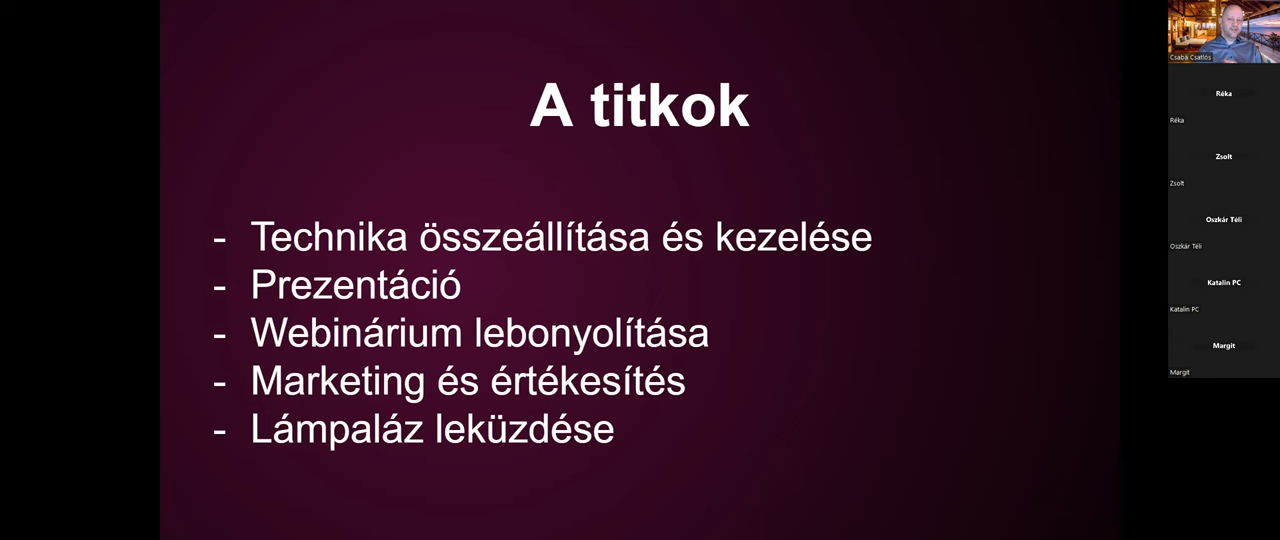 A titkok
- Technika összeállítása és kezelése
- Prezentáció
- Webinárium lebonyolítása
- Marketing és értékesítés
- Lámpaláz leküzdése
Csaba Csatlós
Réka
Réka
Zsolt
Zsolt
Oszkár Téli
Oszkár Téli
Katalin PC
Katalin PC
Margit
Margit